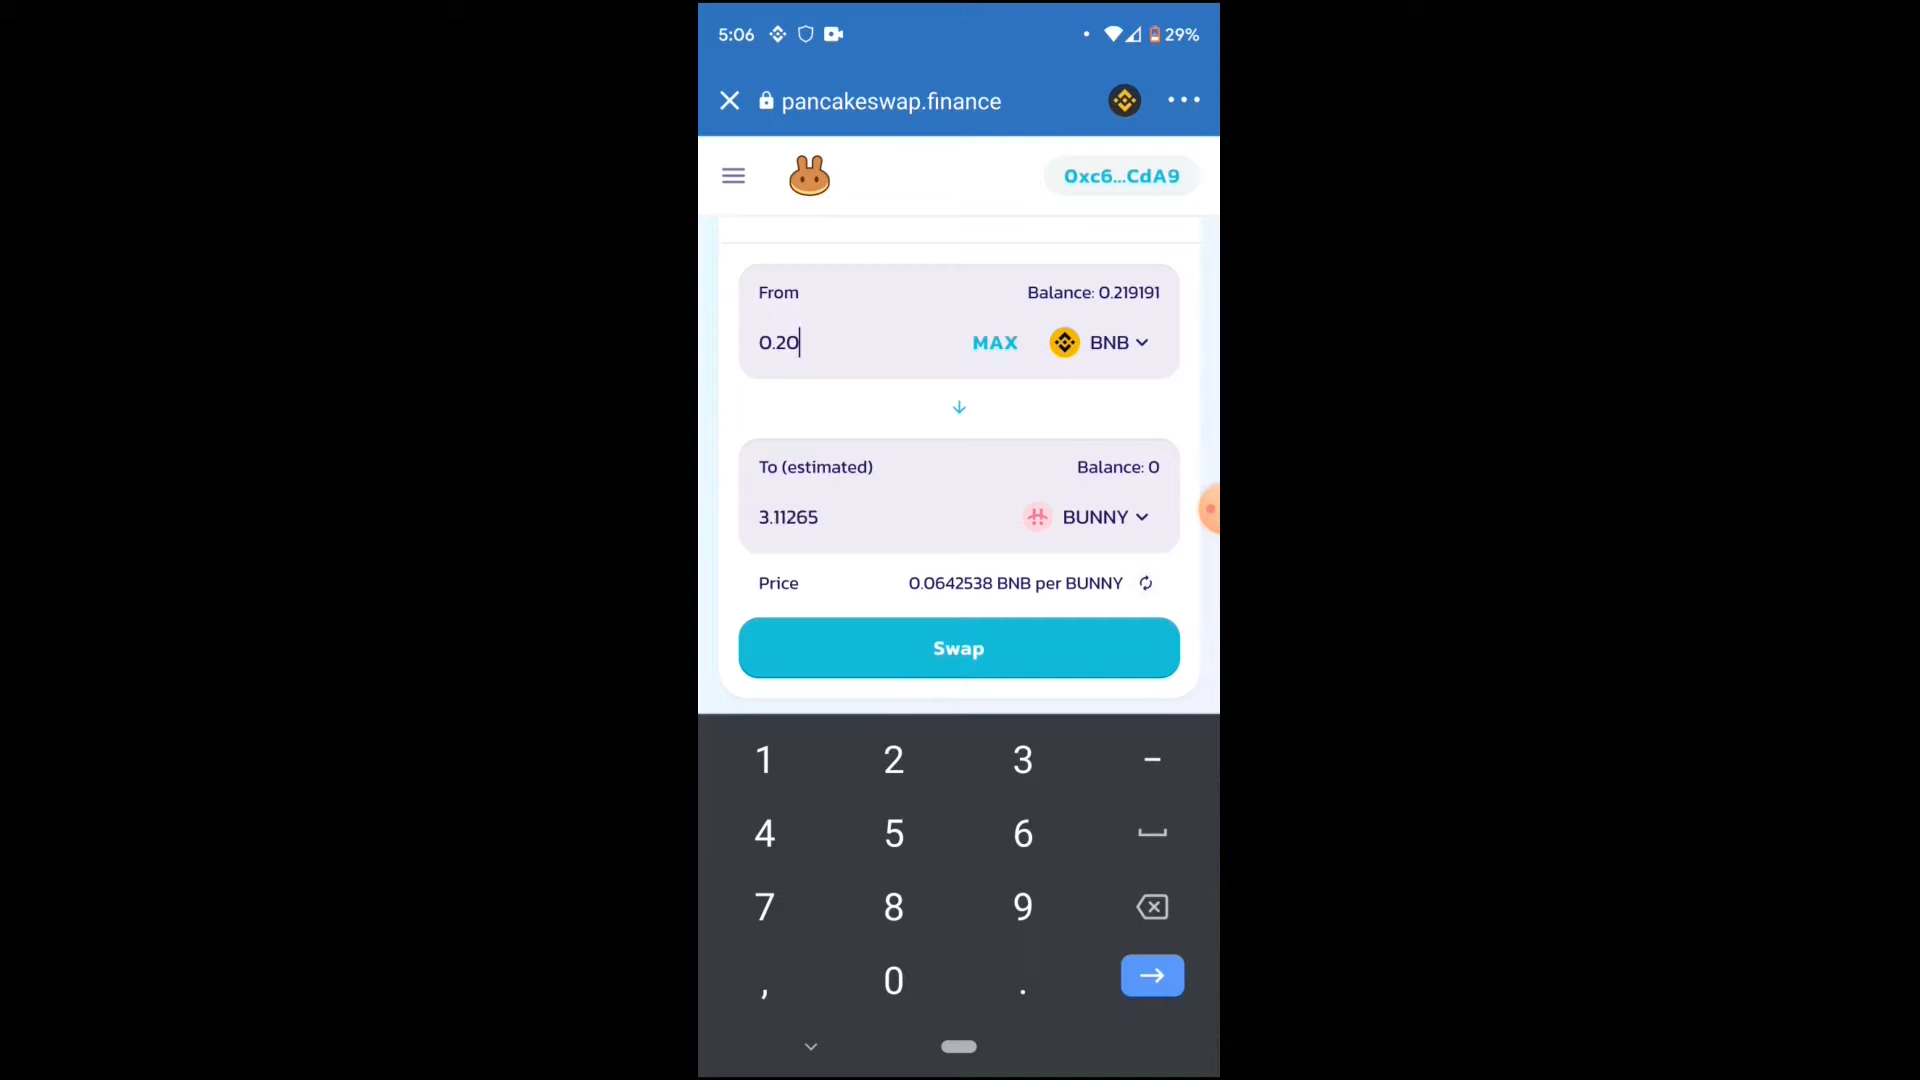 5:06 29%
pancakeswap.finance
0xc6...CdA9
From Balance: 0.219191
0.20 MAX BNB
To (estimated) Balance: 0
3.11265 BUNNY
Price 0.0642538 BNB per BUNNY
Swap
1 2 3 -
4 5 6
7 8 9
, 0 .